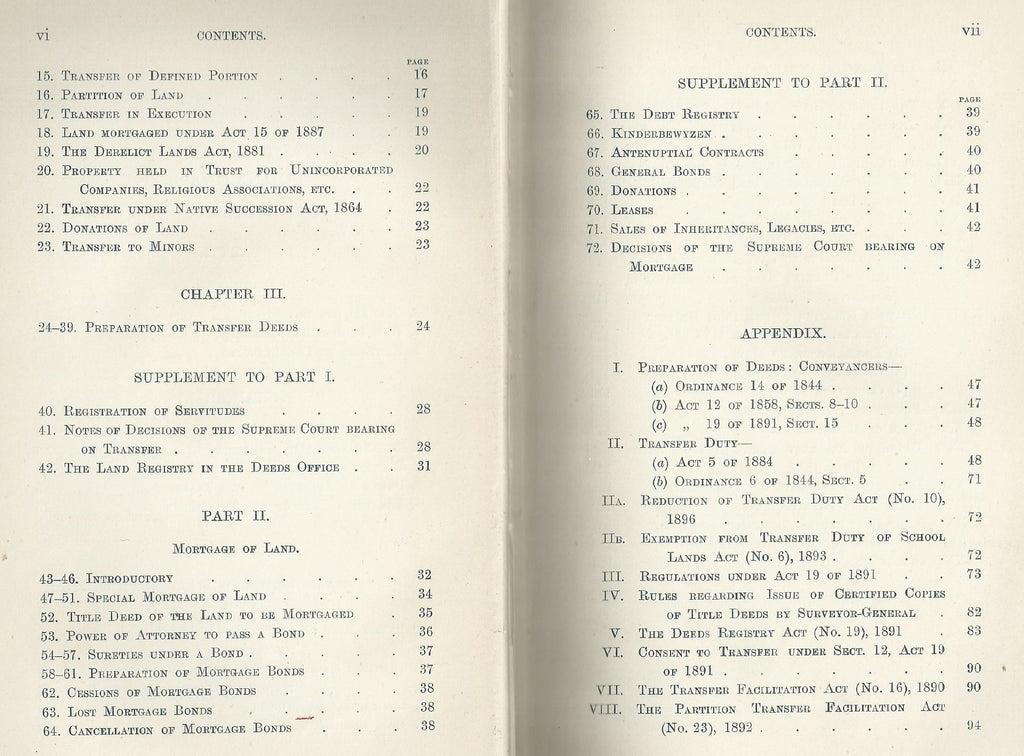 vi CONTENTS.
PAGE
15. Transfer of Defined Portion . . . . 16
16. Partition of Land . . . . . . 17
17. Transfer in Execution . . . . . 19
18. Land mortgaged under Act 15 of 1887 . . 19
19. The Derelict Lands Act, 1881 . . . . 20
20. Property held in Trust for Unincorporated
Companies, Religious Associations, etc. . . 22
21. Transfer under Native Succession Act, 1864 . 22
22. Donations of Land . . . . . . 23
23. Transfer to Minors . . . . . . 23
CHAPTER III.
24–39. Preparation of Transfer Deeds . . . 24
SUPPLEMENT TO PART I.
40. Registration of Servitudes . . . . 28
41. Notes of Decisions of the Supreme Court bearing
on Transfer . . . . . . . 28
42. The Land Registry in the Deeds Office . . 31
PART II.
Mortgage of Land.
43–46. Introductory . . . . . . 32
47–51. Special Mortgage of Land . . . . 34
52. Title Deed of the Land to be Mortgaged . 35
53. Power of Attorney to pass a Bond . . . 36
54–57. Sureties under a Bond . . . . . 37
58–61. Preparation of Mortgage Bonds . . . 37
62. Cessions of Mortgage Bonds . . . . 38
63. Lost Mortgage Bonds . . . . . 38
64. Cancellation of Mortgage Bonds . . . 38
CONTENTS. vii
SUPPLEMENT TO PART II.
PAGE
65. The Debt Registry . . . . . . 39
66. Kinderbewyzen . . . . . . . 39
67. Antenuptial Contracts . . . . . 40
68. General Bonds . . . . . . . 40
69. Donations . . . . . . . . 41
70. Leases . . . . . . . . 41
71. Sales of Inheritances, Legacies, etc. . . . 42
72. Decisions of the Supreme Court bearing on
Mortgage . . . . . . . 42
APPENDIX.
I. Preparation of Deeds: Conveyancers—
(a) Ordinance 14 of 1844 . . . . 47
(b) Act 12 of 1858, Sects. 8–10 . . . 47
(c) „ 19 of 1891, Sect. 15 . . . 48
II. Transfer Duty—
(a) Act 5 of 1884 . . . . . 48
(b) Ordinance 6 of 1844, Sect. 5 . . 71
IIa. Reduction of Transfer Duty Act (No. 10),
1896 . . . . . . . 72
IIb. Exemption from Transfer Duty of School
Lands Act (No. 6), 1893 . . . . 72
III. Regulations under Act 19 of 1891 . . 73
IV. Rules regarding Issue of Certified Copies
of Title Deeds by Surveyor-General . 82
V. The Deeds Registry Act (No. 19), 1891 . 83
VI. Consent to Transfer under Sect. 12, Act 19
of 1891 . . . . . . . 90
VII. The Transfer Facilitation Act (No. 16), 1890 90
VIII. The Partition Transfer Facilitation Act
(No. 23), 1892 . . . . . . 94